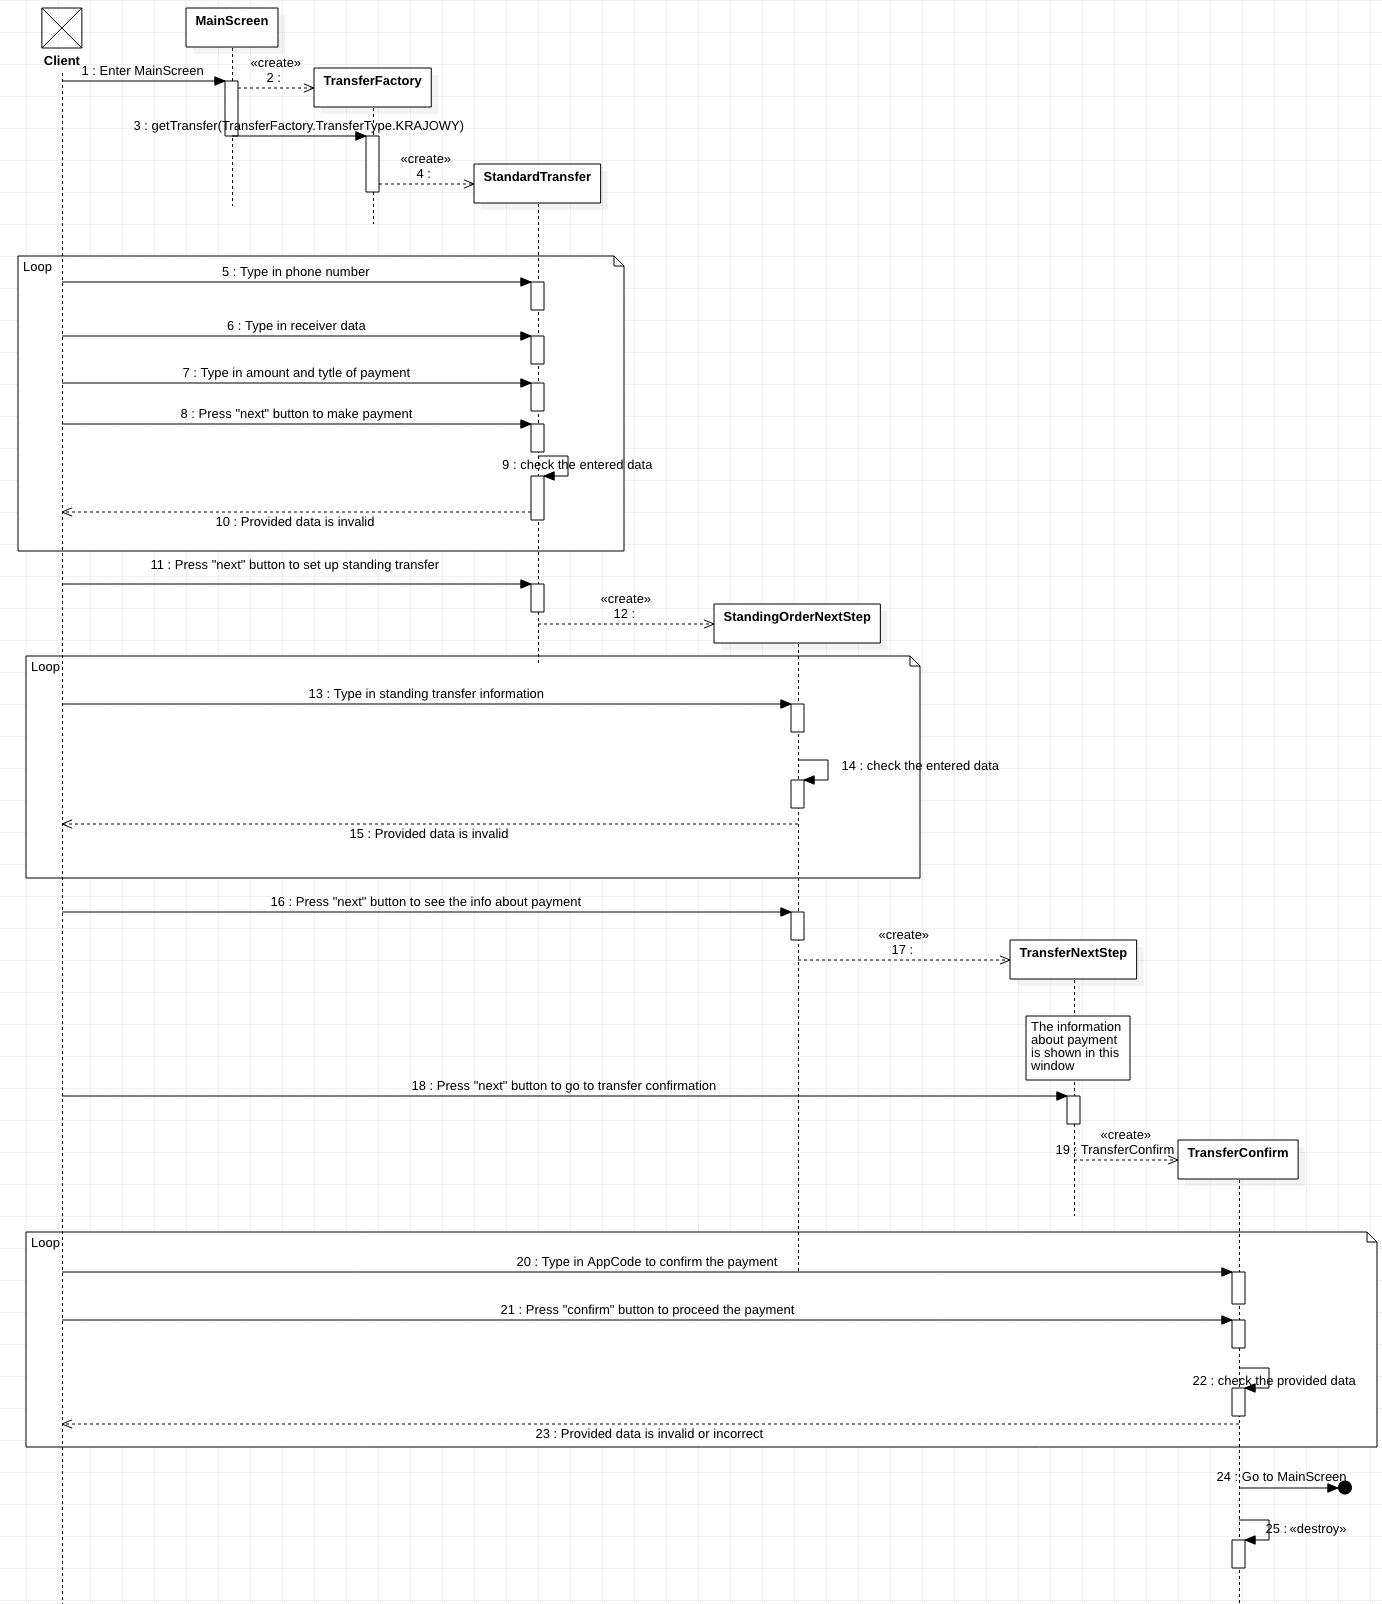 MainScreen
Client
1 : Enter MainScreen
«create»
2 :
TransferFactory
3 : getTransfer(TransferFactory.TransferType.KRAJOWY)
«create»
4 :
StandardTransfer
Loop
5 : Type in phone number
6 : Type in receiver data
7 : Type in amount and tytle of payment
8 : Press "next" button to make payment
9 : check the entered data
10 : Provided data is invalid
11 : Press "next" button to set up standing transfer
«create»
12 :
StandingOrderNextStep
Loop
13 : Type in standing transfer information
14 : check the entered data
15 : Provided data is invalid
16 : Press "next" button to see the info about payment
«create»
17 :
TransferNextStep
The information
about payment
is shown in this
window
18 : Press "next" button to go to transfer confirmation
«create»
19 : TransferConfirm
TransferConfirm
Loop
20 : Type in AppCode to confirm the payment
21 : Press "confirm" button to proceed the payment
22 : check the provided data
23 : Provided data is invalid or incorrect
24 : Go to MainScreen
25 : «destroy»